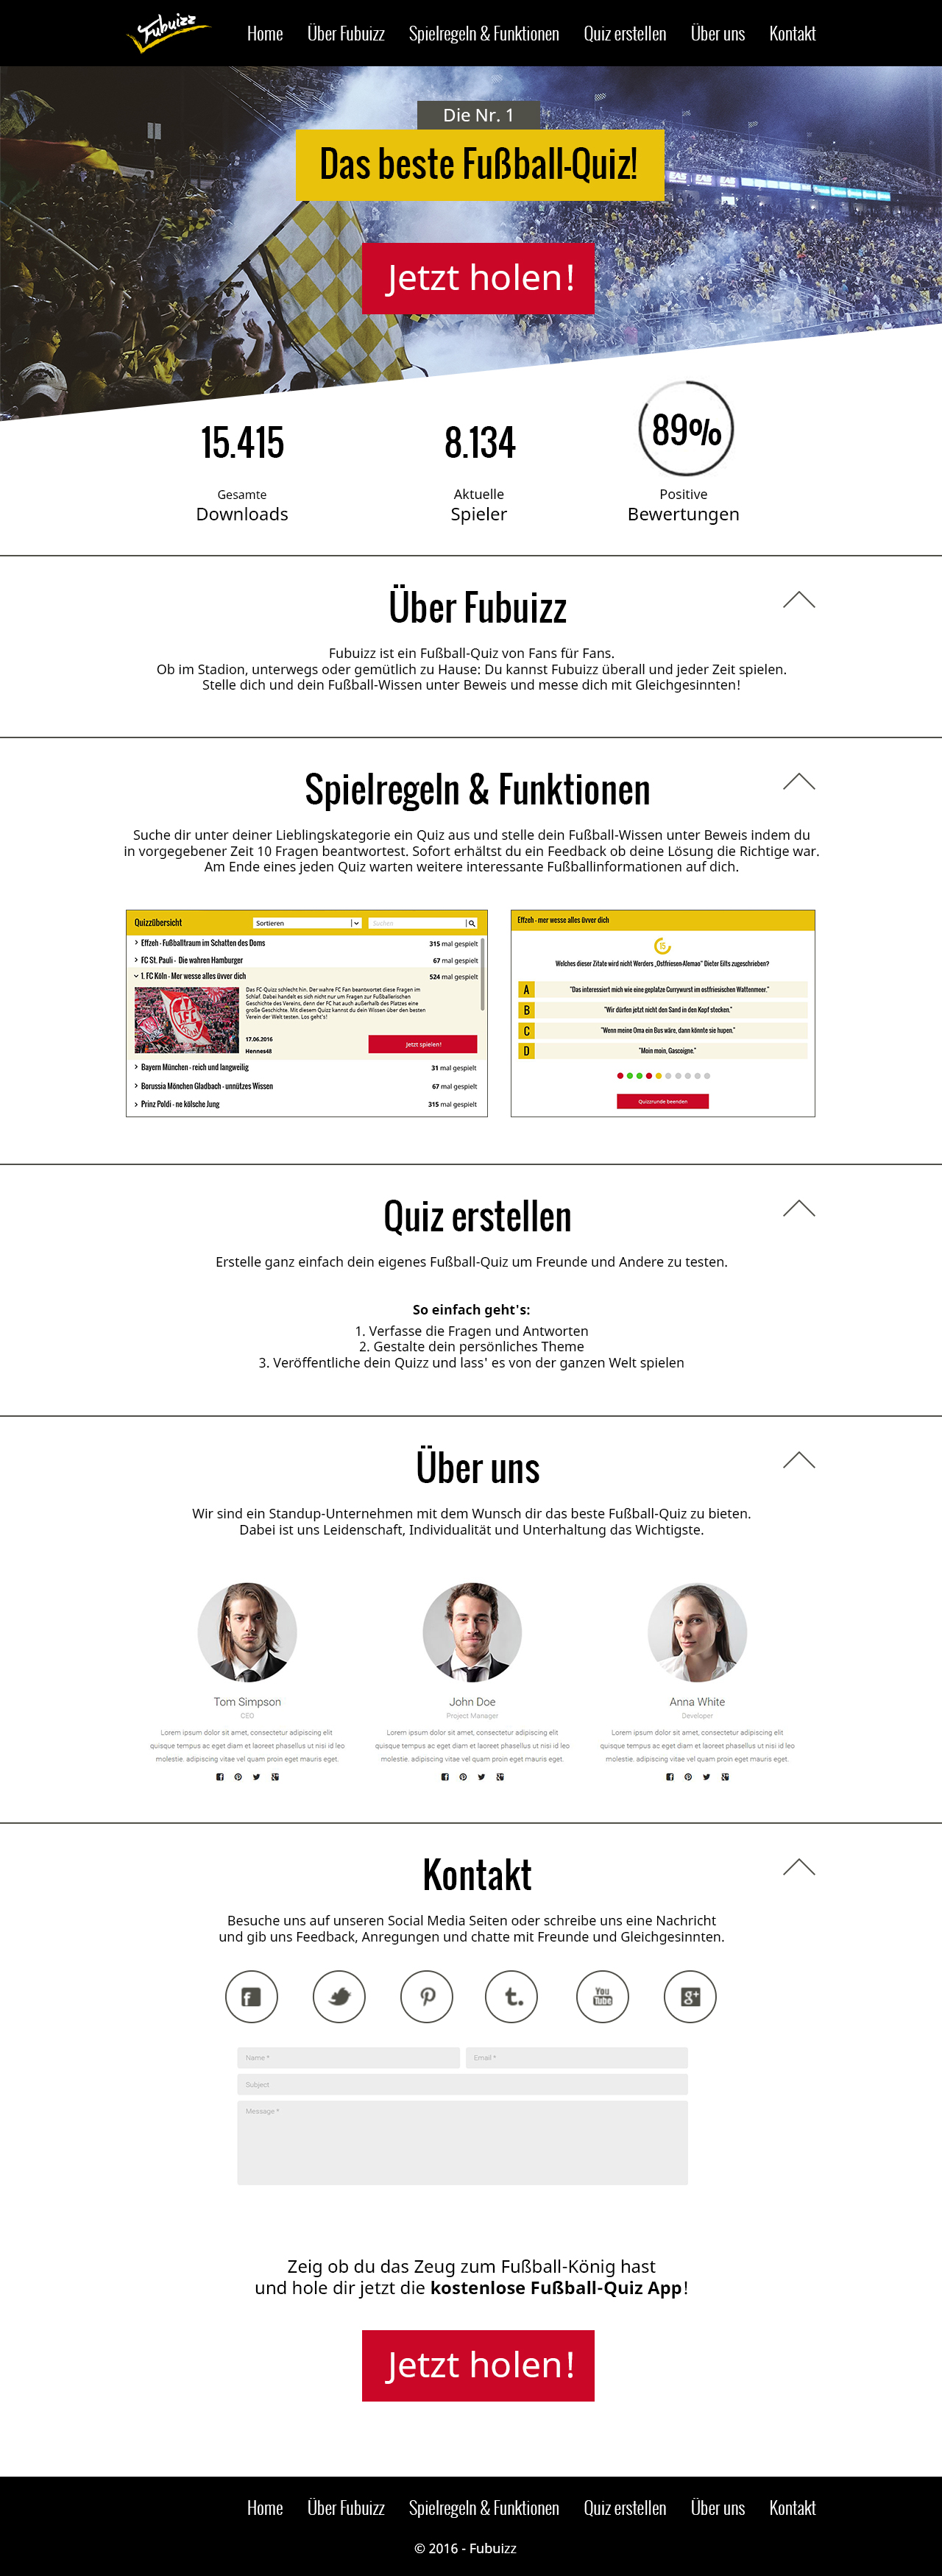 Fubuizz
Home Über Fubuizz Spielregeln & Funktionen Quiz erstellen Über uns Kontakt
Die Nr. 1
Das beste Fußball-Quiz!
Jetzt holen!
15.415
8.134
89%
Gesamte
Downloads
Aktuelle
Spieler
Positive
Bewertungen
Über Fubuizz
Fubuizz ist ein Fußball-Quiz von Fans für Fans.
Ob im Stadion, unterwegs oder gemütlich zu Hause: Du kannst Fubuizz überall und jeder Zeit spielen.
Stelle dich und dein Fußball-Wissen unter Beweis und messe dich mit Gleichgesinnten!
Spielregeln & Funktionen
Suche dir unter deiner Lieblingskategorie ein Quiz aus und stelle dein Fußball-Wissen unter Beweis indem du
in vorgegebener Zeit 10 Fragen beantwortest. Sofort erhältst du ein Feedback ob deine Lösung die Richtige war.
Am Ende eines jeden Quiz warten weitere interessante Fußballinformationen auf dich.
Quizzübersicht Sortieren Suchen
Effzeh - Fußballtraum im Schatten des Doms 315 mal gespielt
FC St. Pauli - Die wahren Hamburger 67 mal gespielt
1. FC Köln - Mer wesse alles üvver dich 524 mal gespielt
Das FC-Quizz schlecht hin. Der wahre FC Fan beantwortet diese Fragen im
Schlaf. Dabei handelt es sich nicht nur um Fragen zur Fußballerischen
Geschichte des Vereins, denn der FC hat auch außerhalb des Platzes eine
große Geschichte. Mit diesem Quizz kannst du dein Wissen über den besten
Verein der Welt testen. Los geht's!
17.06.2016
Hennes48
Jetzt spielen!
Bayern München - reich und langweilig 31 mal gespielt
Borussia Mönchen Gladbach - unnützes Wissen 67 mal gespielt
Prinz Poldi - ne kölsche Jung 315 mal gespielt
Effzeh - mer wesse alles üvver dich
15
Welches dieser Zitate wird nicht Werders „Ostfriesen-Alemao" Dieter Eilts zugeschrieben?
A "Das interessiert mich wie eine geplatze Currywurst im ostfriesischen Wattenmeer."
B "Wir dürfen jetzt nicht den Sand in den Kopf stecken."
C "Wenn meine Oma ein Bus wäre, dann könnte sie hupen."
D "Moin moin, Gascoigne."
Quizzrunde beenden
Quiz erstellen
Erstelle ganz einfach dein eigenes Fußball-Quiz um Freunde und Andere zu testen.
So einfach geht's:
1. Verfasse die Fragen und Antworten
2. Gestalte dein persönliches Theme
3. Veröffentliche dein Quizz und lass' es von der ganzen Welt spielen
Über uns
Wir sind ein Standup-Unternehmen mit dem Wunsch dir das beste Fußball-Quiz zu bieten.
Dabei ist uns Leidenschaft, Individualität und Unterhaltung das Wichtigste.
Tom Simpson
CEO
Lorem ipsum dolor sit amet, consectetur adipiscing elit
quisque tempus ac eget diam et laoreet phasellus ut nisi id leo
molestie. adipiscing vitae vel quam proin eget mauris eget.
John Doe
Project Manager
Lorem ipsum dolor sit amet, consectetur adipiscing elit
quisque tempus ac eget diam et laoreet phasellus ut nisi id leo
molestie. adipiscing vitae vel quam proin eget mauris eget.
Anna White
Developer
Lorem ipsum dolor sit amet, consectetur adipiscing elit
quisque tempus ac eget diam et laoreet phasellus ut nisi id leo
molestie. adipiscing vitae vel quam proin eget mauris eget.
Kontakt
Besuche uns auf unseren Social Media Seiten oder schreibe uns eine Nachricht
und gib uns Feedback, Anregungen und chatte mit Freunde und Gleichgesinnten.
You Tube
Name * Email *
Subject
Message *
Zeig ob du das Zeug zum Fußball-König hast
und hole dir jetzt die kostenlose Fußball-Quiz App!
Jetzt holen!
Home Über Fubuizz Spielregeln & Funktionen Quiz erstellen Über uns Kontakt
© 2016 - Fubuizz